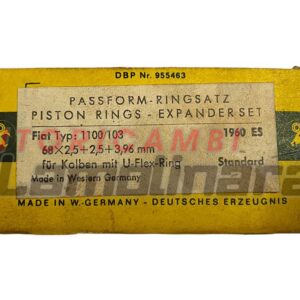 DBP Nr. 955463
PASSFORM-RINGSATZ
PISTON RINGS - EXPANDER SET
Fiat Typ: 1100/103 1960 ES
68 x 2,5 + 2,5 + 3,96 mm
für Kolben mit U-Flex-Ring Standard
Made in Western Germany
MADE IN W.-GERMANY - DEUTSCHES ERZEUGNIS